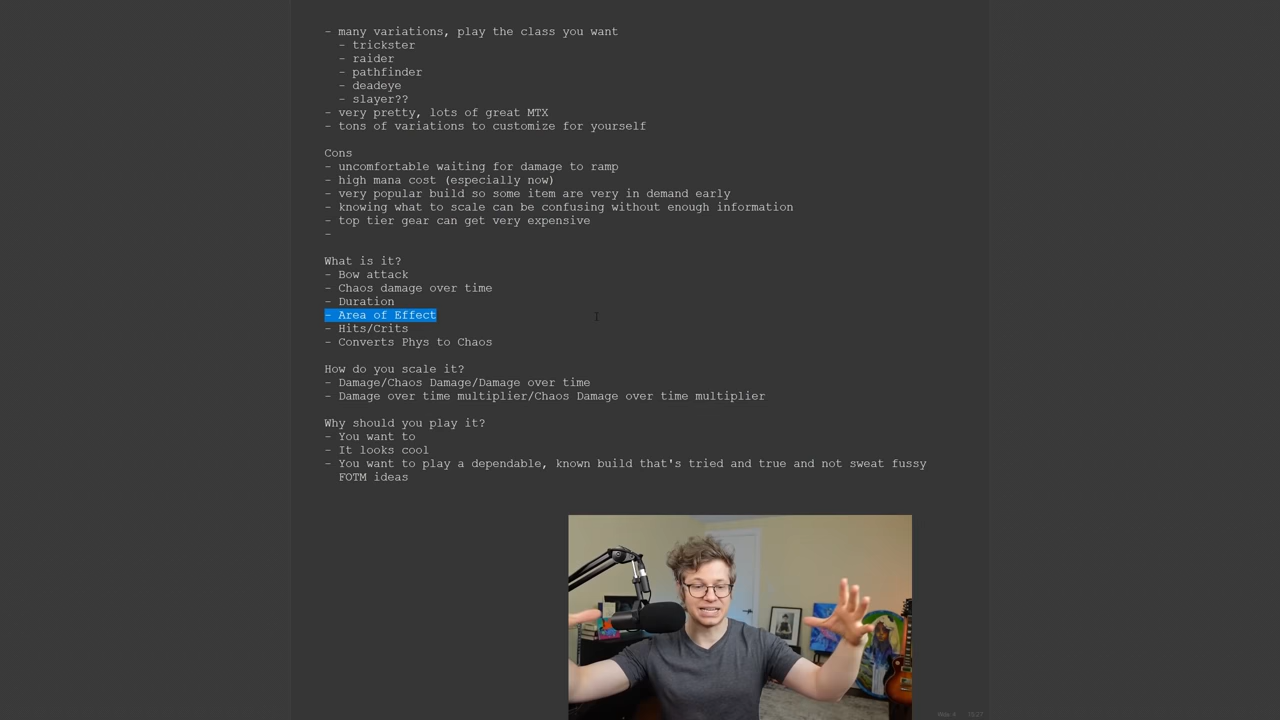 - many variations, play the class you want
- trickster
- raider
- pathfinder
- deadeye
- slayer??
- very pretty, lots of great MTX
- tons of variations to customize for yourself
Cons
- uncomfortable waiting for damage to ramp
- high mana cost (especially now)
- very popular build so some item are very in demand early
- knowing what to scale can be confusing without enough information
- top tier gear can get very expensive
-
What is it?
- Bow attack
- Chaos damage over time
- Duration
- Area of Effect
- Hits/Crits
- Converts Phys to Chaos
How do you scale it?
- Damage/Chaos Damage/Damage over time
- Damage over time multiplier/Chaos Damage over time multiplier
Why should you play it?
- You want to
- It looks cool
- You want to play a dependable, known build that's tried and true and not sweat fussy
FOTM ideas